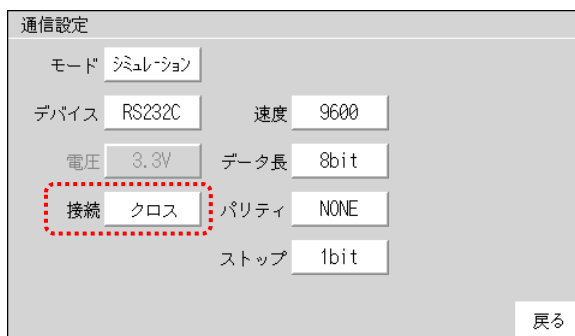 通信設定
モード シミュレーション
デバイス RS232C 速度 9600
電圧 3.3V データ長 8bit
接続 クロス パリティ NONE
ストップ 1bit
戻る